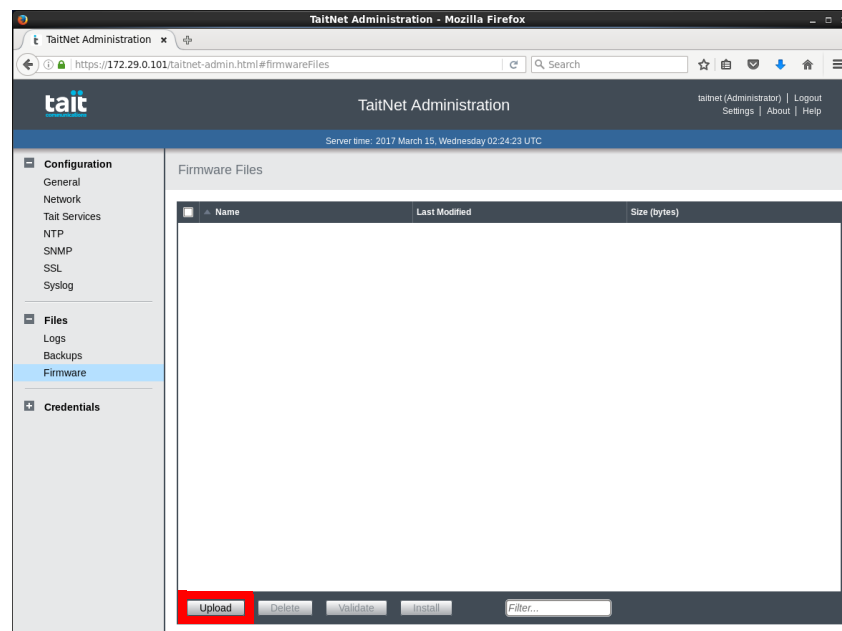 TaitNet Administration - Mozilla Firefox
TaitNet Administration
https://172.29.0.101/taitnet-admin.html#firmwareFiles
Search
tait
communications
TaitNet Administration
taitnet (Administrator) | Logout
Settings | About | Help
Server time: 2017 March 15, Wednesday 02:24:23 UTC
Configuration
General
Network
Tait Services
NTP
SNMP
SSL
Syslog
Files
Logs
Backups
Firmware
Credentials
Firmware Files
Name Last Modified Size (bytes)
Upload Delete Validate Install Filter...